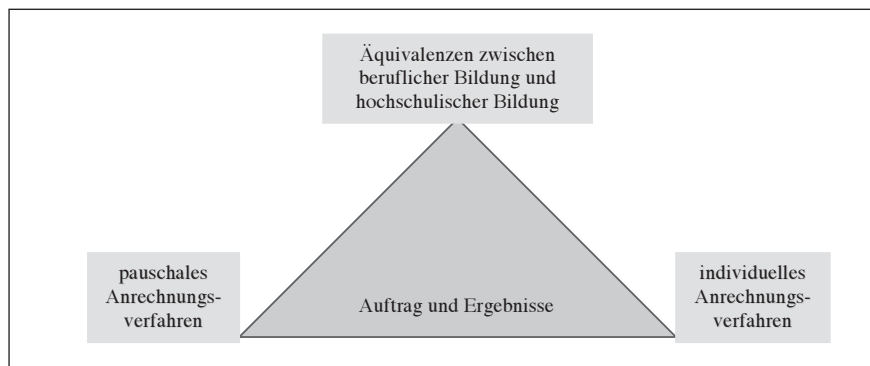 Äquivalenzen zwischen
beruflicher Bildung und
hochschulischer Bildung
pauschales
Anrechnungs-
verfahren
Auftrag und Ergebnisse
individuelles
Anrechnungs-
verfahren